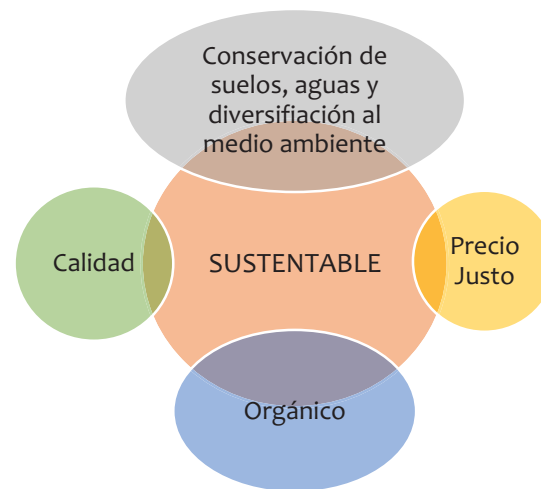 Conservación de
suelos, aguas y
diversifiación al
medio ambiente
Calidad
SUSTENTABLE
Precio
Justo
Orgánico